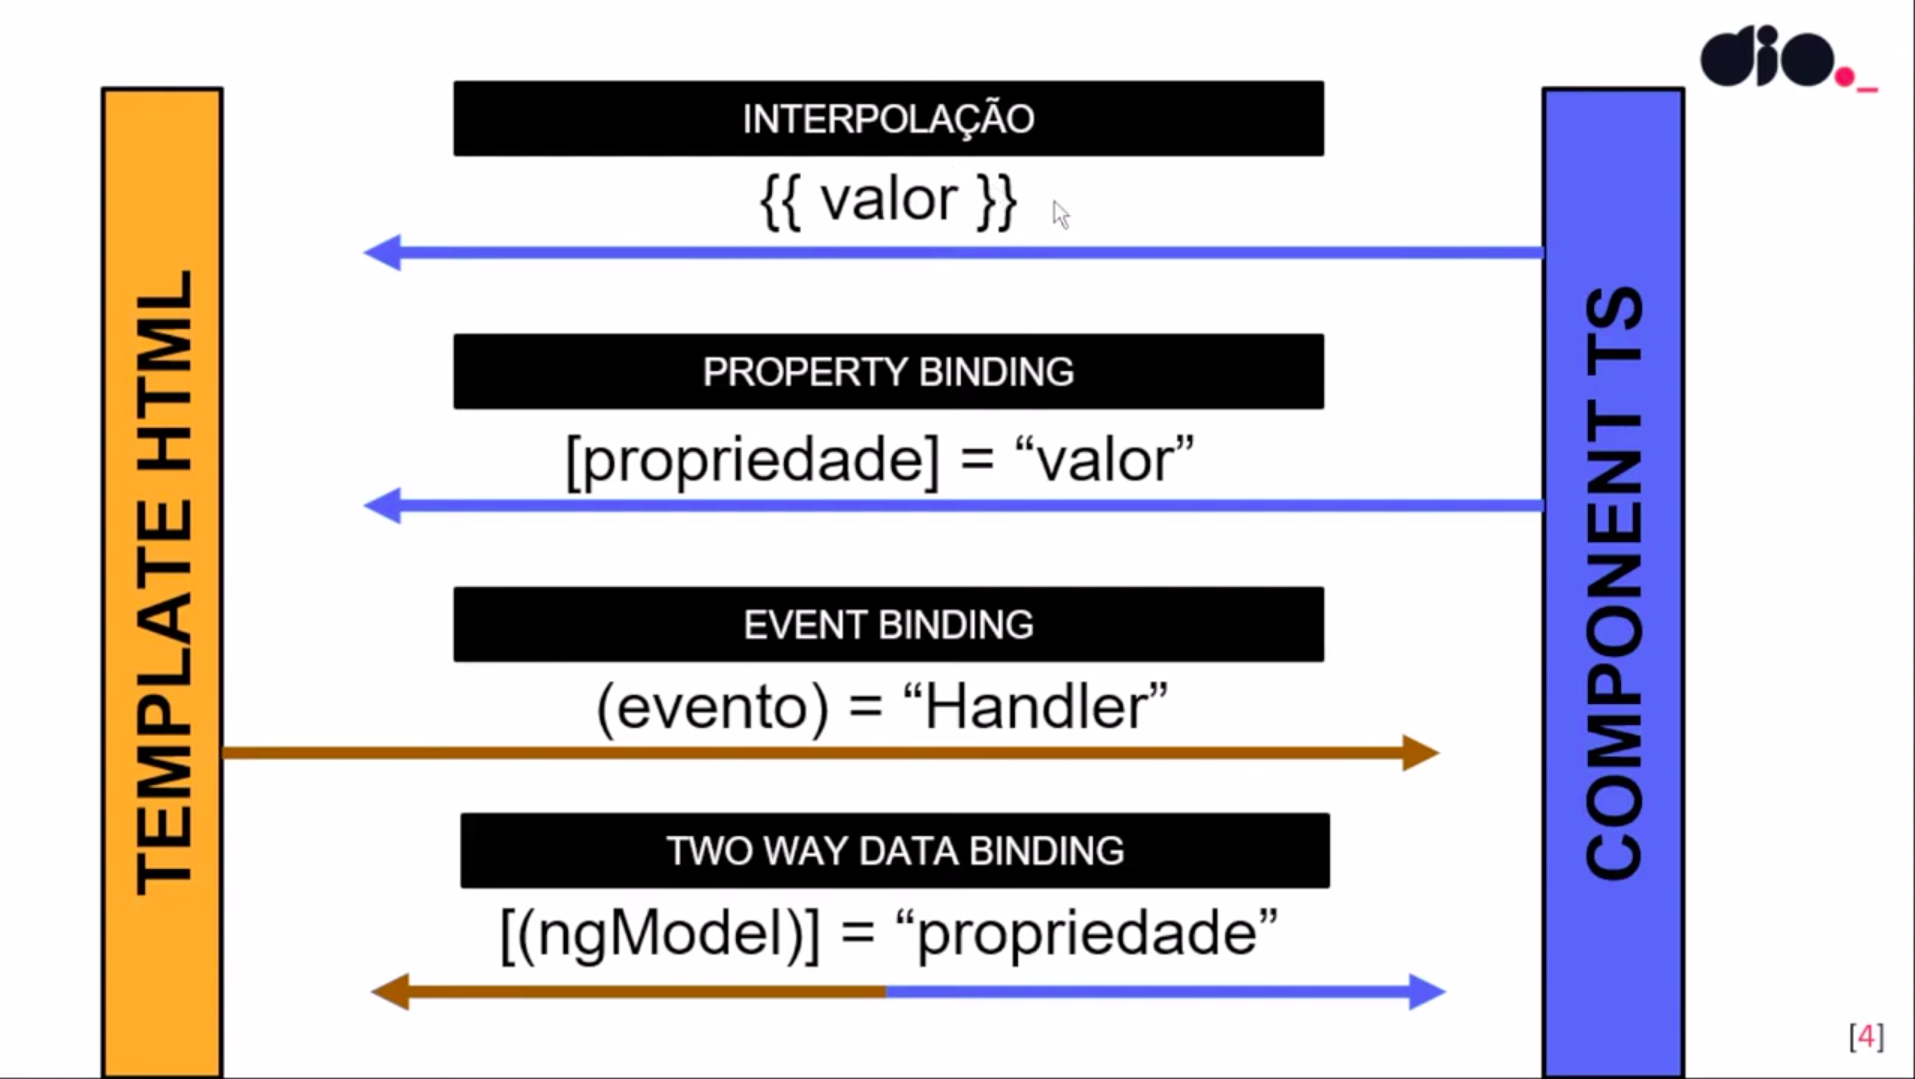 dio._
TEMPLATE HTML
INTERPOLAÇÃO
{{ valor }}
PROPERTY BINDING
[propriedade] = “valor”
EVENT BINDING
(evento) = “Handler”
TWO WAY DATA BINDING
[(ngModel)] = “propriedade”
COMPONENT TS
[4]